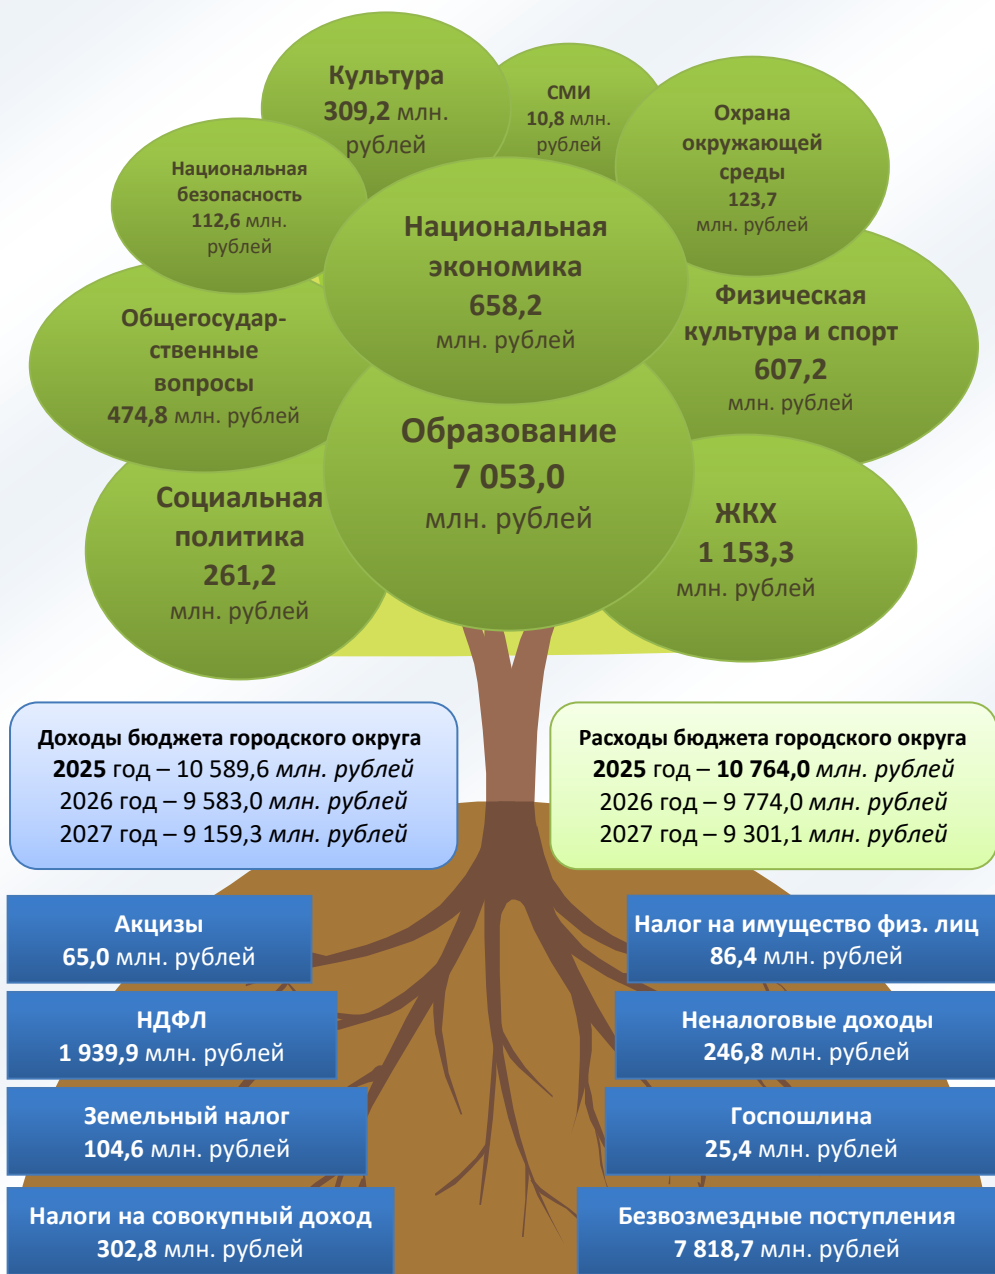 Культура
309,2 млн.
рублей
СМИ
10,8 млн.
рублей
Охрана
окружающей
среды
123,7
млн. рублей
Национальная
безопасность
112,6 млн.
рублей
Национальная
экономика
658,2
млн. рублей
Общегосудар-
ственные
вопросы
474,8 млн. рублей
Физическая
культура и спорт
607,2
млн. рублей
Образование
7 053,0
млн. рублей
Социальная
политика
261,2
млн. рублей
ЖКХ
1 153,3
млн. рублей
Доходы бюджета городского округа
2025 год – 10 589,6 млн. рублей
2026 год – 9 583,0 млн. рублей
2027 год – 9 159,3 млн. рублей
Расходы бюджета городского округа
2025 год – 10 764,0 млн. рублей
2026 год – 9 774,0 млн. рублей
2027 год – 9 301,1 млн. рублей
Акцизы
65,0 млн. рублей
Налог на имущество физ. лиц
86,4 млн. рублей
НДФЛ
1 939,9 млн. рублей
Неналоговые доходы
246,8 млн. рублей
Земельный налог
104,6 млн. рублей
Госпошлина
25,4 млн. рублей
Налоги на совокупный доход
302,8 млн. рублей
Безвозмездные поступления
7 818,7 млн. рублей